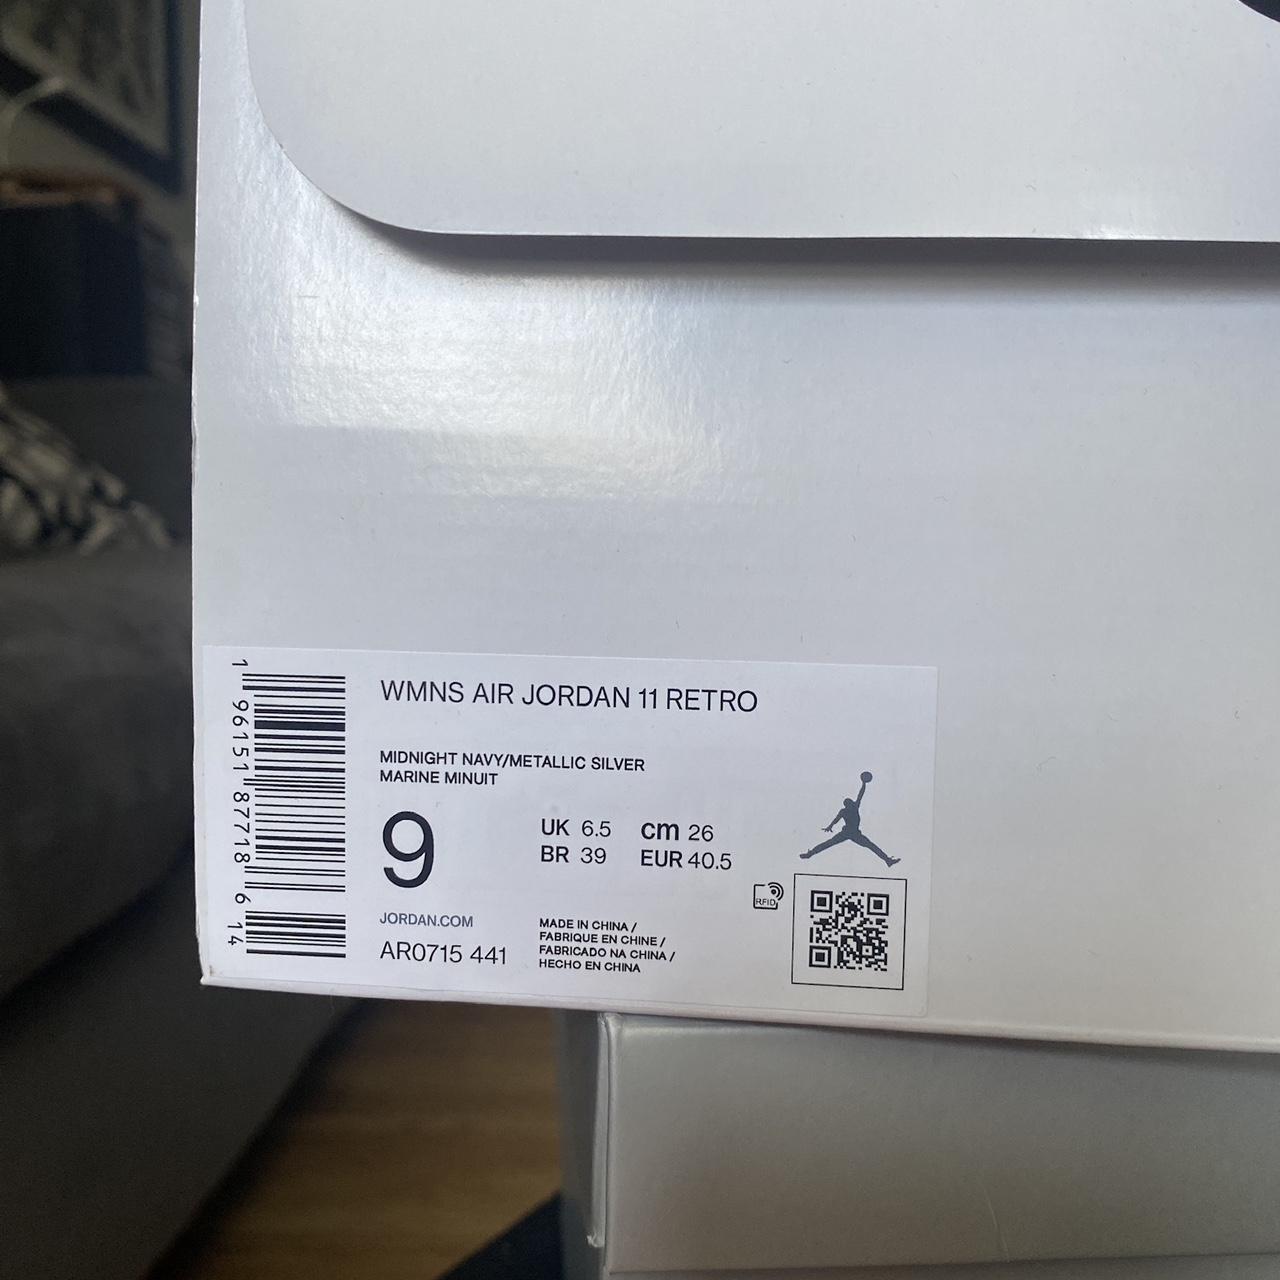 WMNS AIR JORDAN 11 RETRO
MIDNIGHT NAVY/METALLIC SILVER
MARINE MINUIT
9
UK 6.5 cm 26
BR 39 EUR 40.5
RFID
JORDAN.COM
AR0715 441
MADE IN CHINA /
FABRIQUE EN CHINE /
FABRICADO NA CHINA /
HECHO EN CHINA
1 96151 87718 6 14